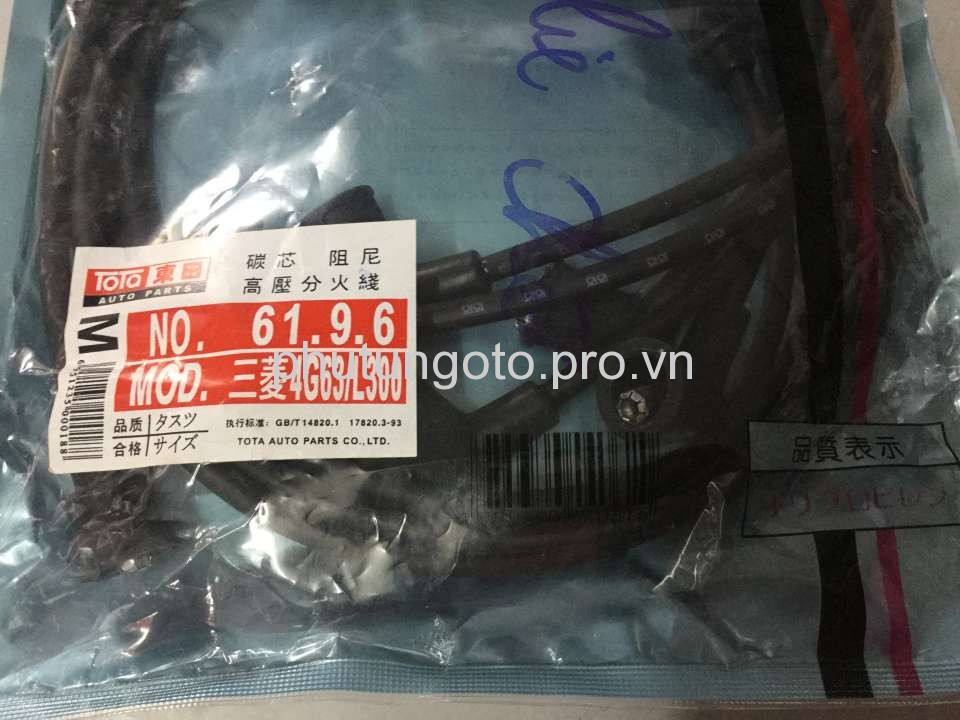 lie
TOTA 東田
AUTO PARTS
碳芯 阻尼
高壓分火綫
M
NO. 61.9.6
MOD. 三菱4G63/L300
品质 タスツ
合格 サイズ
执行标准: GB/T14820.1 17820.3-93
TOTA AUTO PARTS CO.,LTD.
phutungoto.pro.vn
品質表示